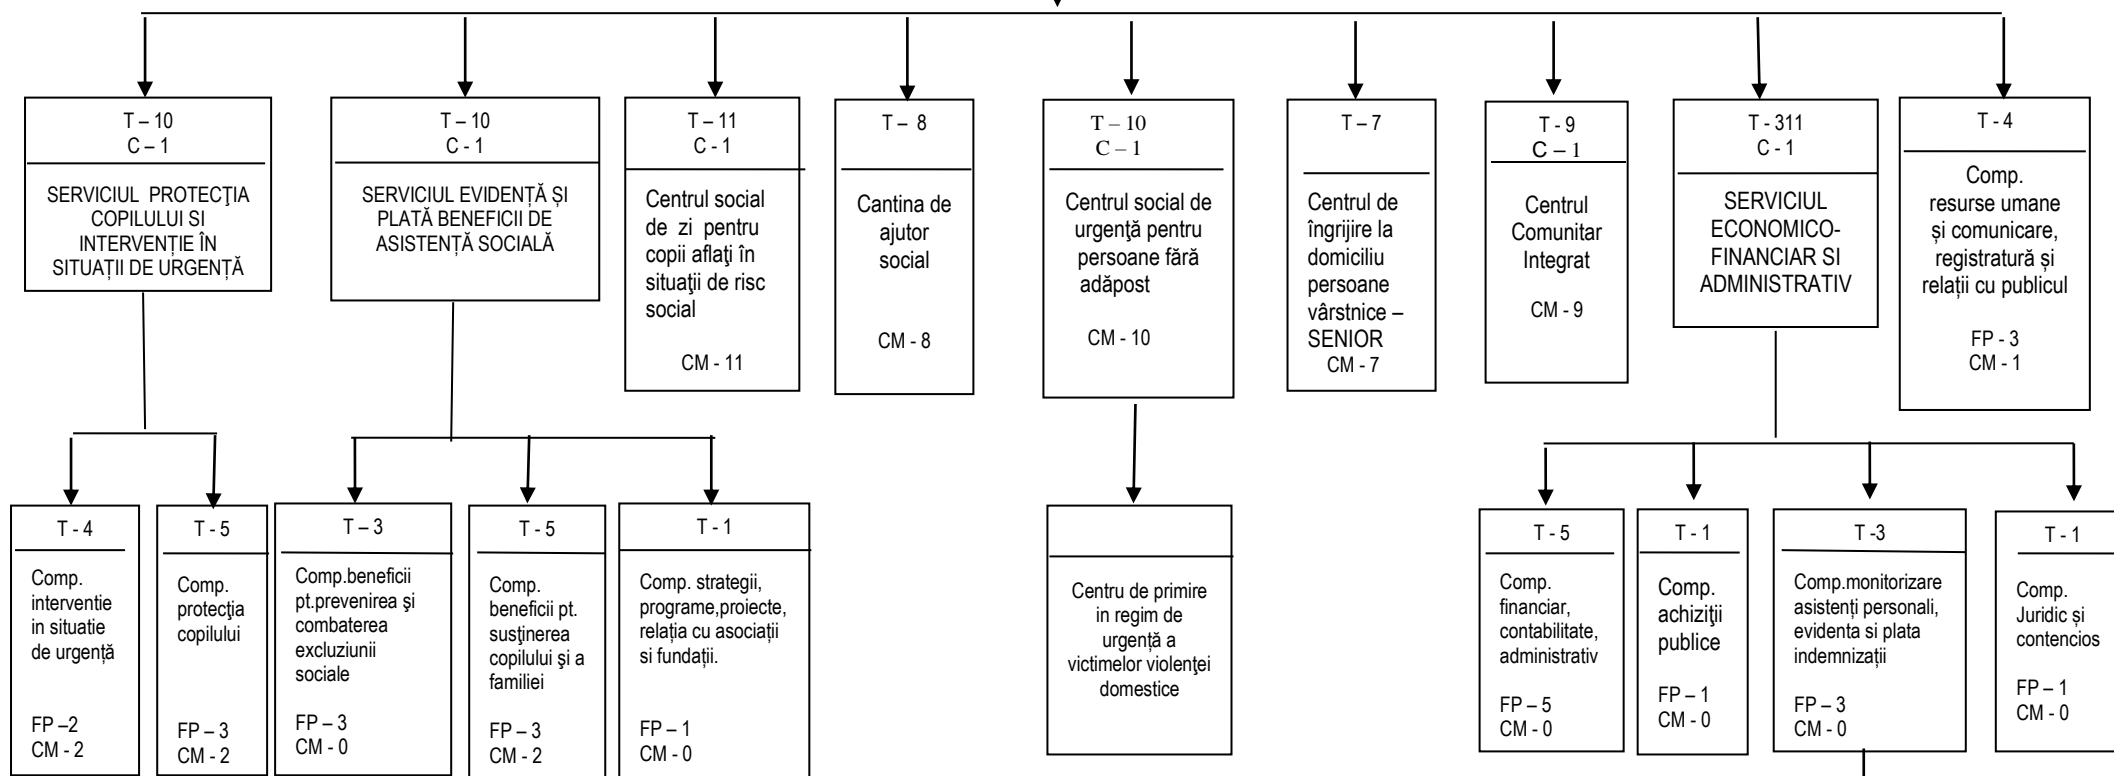 T – 10
C – 1
SERVICIUL PROTECŢIA
COPILULUI SI
INTERVENȚIE ÎN
SITUAȚII DE URGENȚĂ
T – 10
C - 1
SERVICIUL EVIDENȚĂ ȘI
PLATĂ BENEFICII DE
ASISTENȚĂ SOCIALĂ
T – 11
C - 1
Centrul social
de zi pentru
copii aflaţi în
situaţii de risc
social
CM - 11
T – 8
Cantina de
ajutor
social
CM - 8
T – 10
C – 1
Centrul social de
urgenţă pentru
persoane fără
adăpost
CM - 10
T – 7
Centrul de
îngrijire la
domiciliu
persoane
vârstnice –
SENIOR
CM - 7
T - 9
C – 1
Centrul
Comunitar
Integrat
CM - 9
T - 311
C - 1
SERVICIUL
ECONOMICO-
FINANCIAR SI
ADMINISTRATIV
T - 4
Comp.
resurse umane
și comunicare,
registratură și
relații cu publicul
FP - 3
CM - 1
T - 4
Comp.
interventie
in situatie
de urgență
FP –2
CM - 2
T - 5
Comp.
protecţia
copilului
FP – 3
CM - 2
T – 3
Comp.beneficii
pt.prevenirea şi
combaterea
excluziunii
sociale
FP – 3
CM - 0
T - 5
Comp.
beneficii pt.
susţinerea
copilului şi a
familiei
FP – 3
CM - 2
T - 1
Comp. strategii,
programe,proiecte,
relația cu asociații
si fundații.
FP – 1
CM - 0
Centru de primire
in regim de
urgență a
victimelor violenţei
domestice
T - 5
Comp.
financiar,
contabilitate,
administrativ
FP – 5
CM - 0
T - 1
Comp.
achiziţii
publice
FP – 1
CM - 0
T -3
Comp.monitorizare
asistenți personali,
evidenta si plata
indemnizații
FP – 3
CM - 0
T - 1
Comp.
Juridic și
contencios
FP – 1
CM - 0